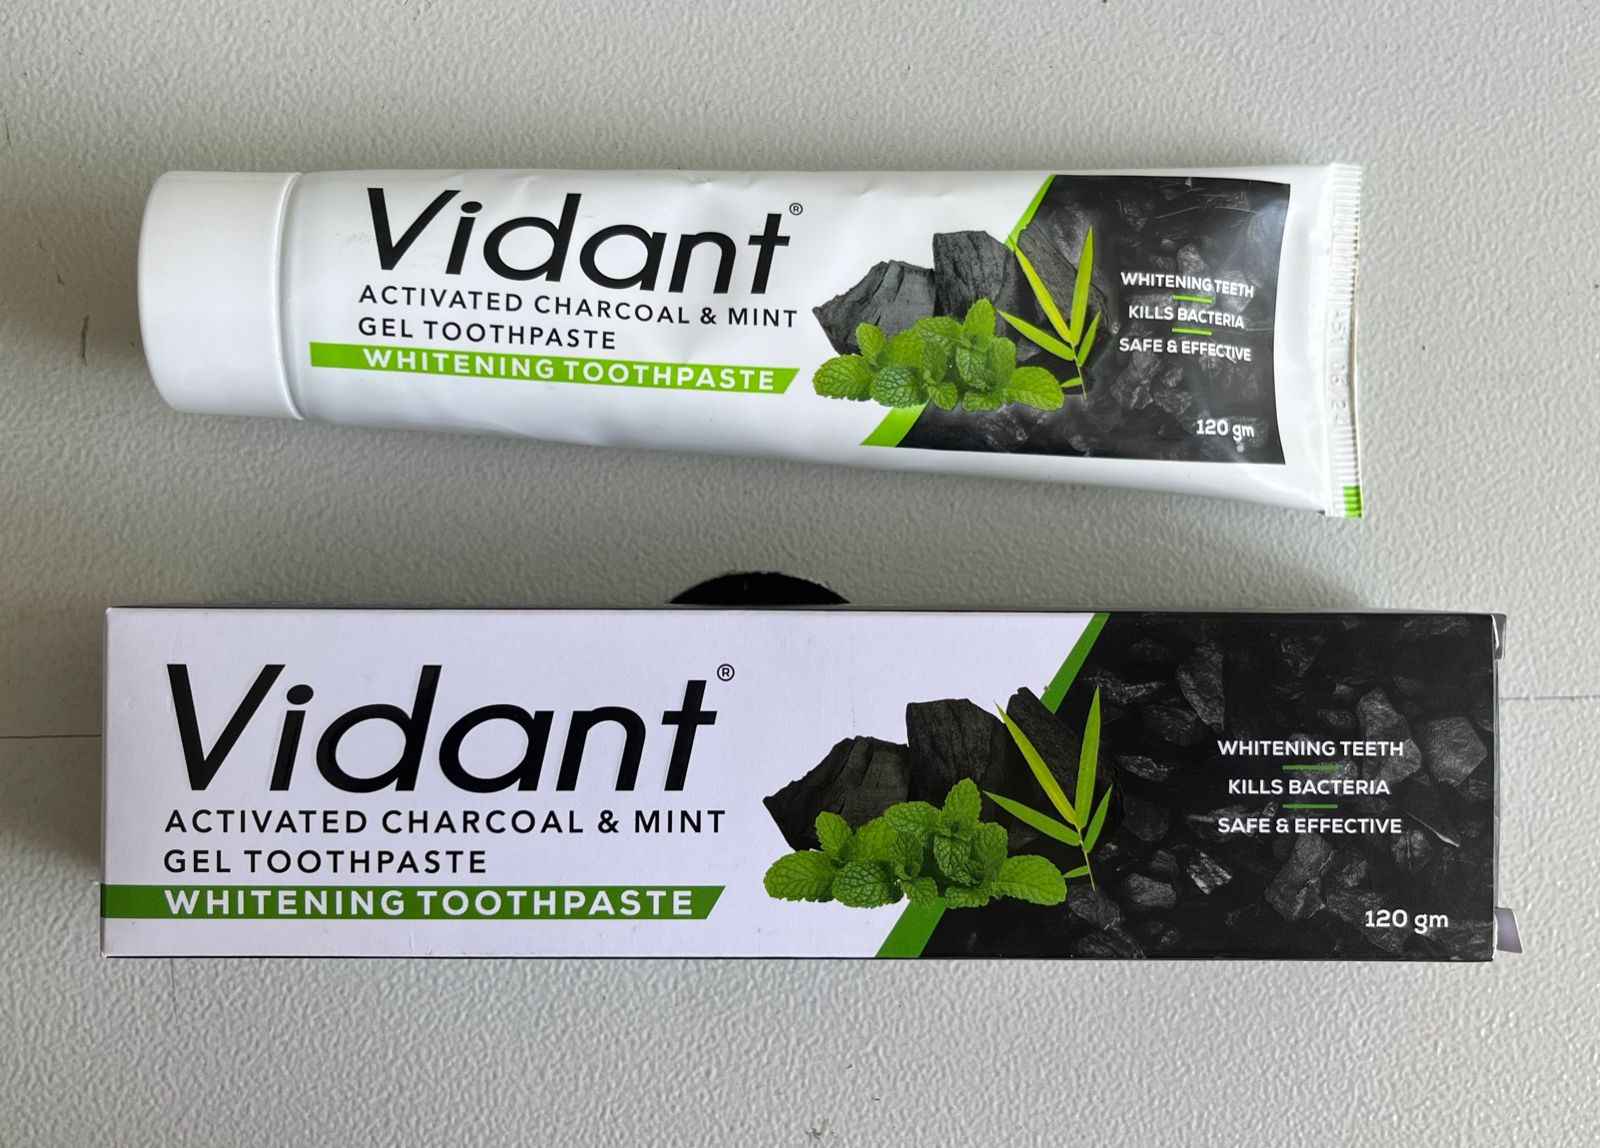 Vidant®
ACTIVATED CHARCOAL & MINT
GEL TOOTHPASTE
WHITENING TOOTHPASTE
WHITENING TEETH
KILLS BACTERIA
SAFE & EFFECTIVE
120 gm
Vidant®
ACTIVATED CHARCOAL & MINT
GEL TOOTHPASTE
WHITENING TOOTHPASTE
WHITENING TEETH
KILLS BACTERIA
SAFE & EFFECTIVE
120 gm